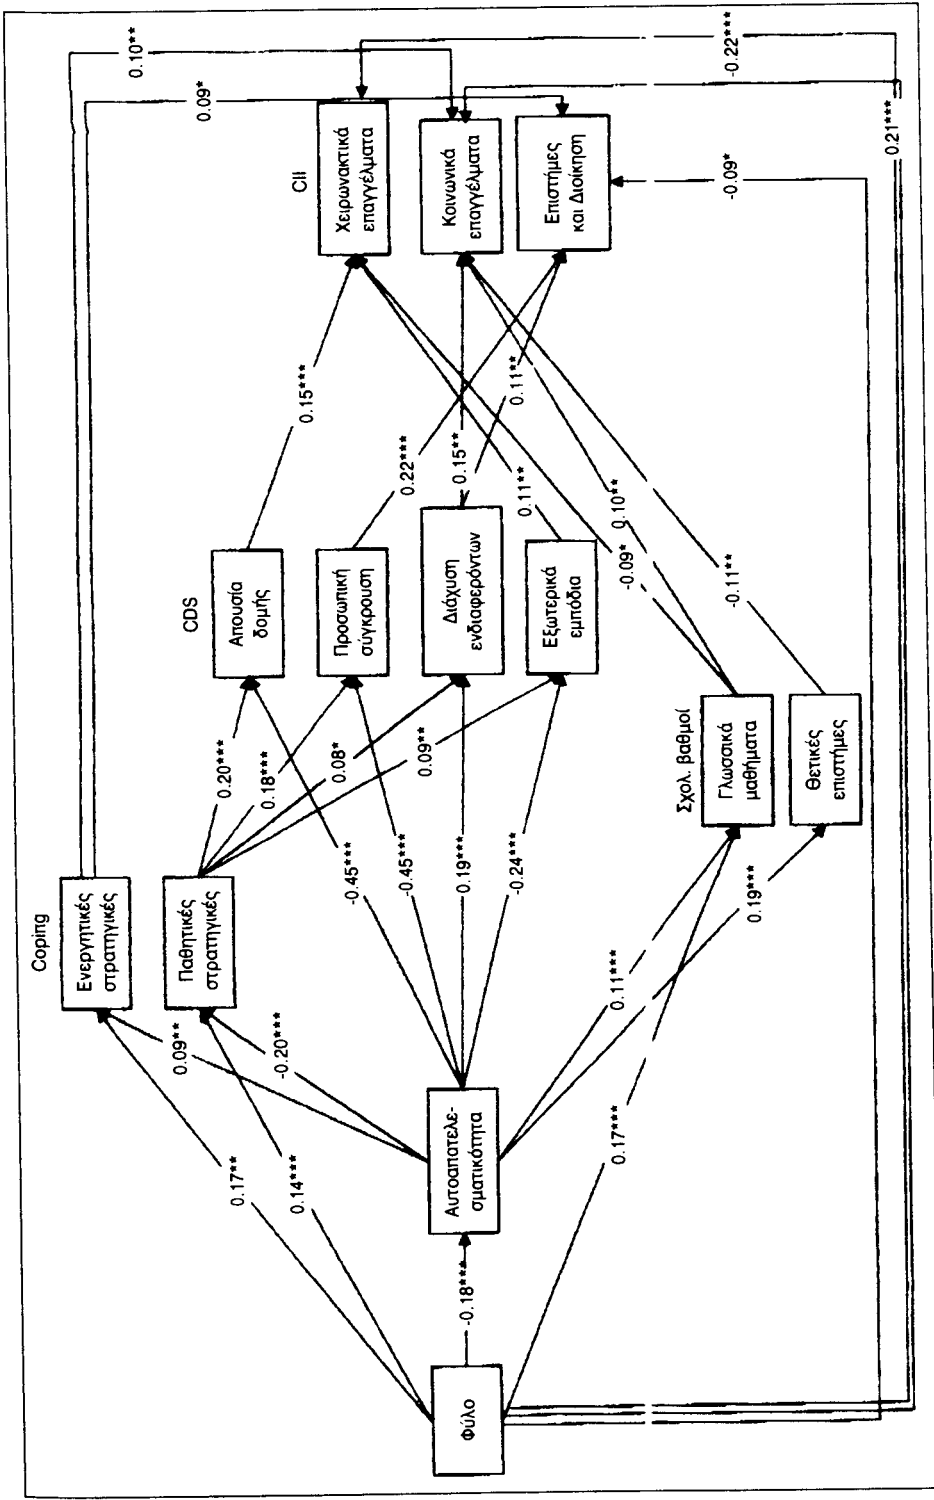 Coping
Ενεργητικές
στρατηγικές
Παθητικές
στρατηγικές
Φύλο
Αυτοαπατελε-
σματικότητα
CDS
Απουσία
δομής
Προσωπική
σύγκρουση
Διάχυση
ενδιαφερόντων
Εξωτερικά
εμπόδια
Σχολ. βαθμοί
Γλωσσικά
μαθήματα
Θετικές
επιστήμες
CII
Χειρωνακτικά
επαγγέλματα
Κοινωνικά
επαγγέλματα
Επιστήμες
και Διοίκηση
0.17**
0.14***
-0.18***
0.17***
0.09**
-0.20***
-0.45***
-0.45***
0.19***
-0.24***
0.11***
0.19***
0.20***
0.18***
0.08*
0.09**
0.15***
0.22***
0.15**
0.11**
0.11**
-0.09*
0.10**
-0.11**
0.10**
0.09*
-0.22***
0.21***
-0.09*